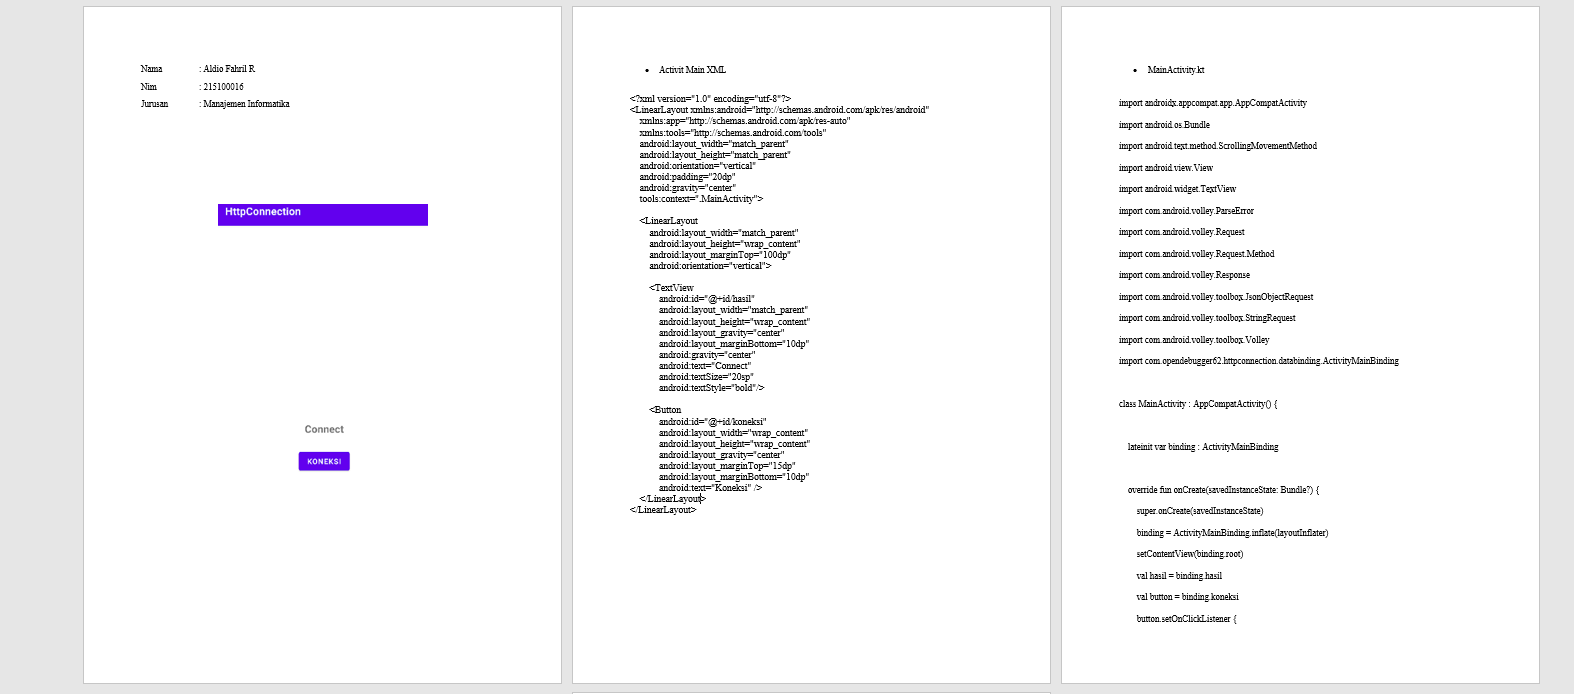 Nama : Aldio Fahril R
Nim : 215100016
Jurusan : Manajemen Informatika
HttpConnection
Connect
KONEKSI
• Activit Main XML
<?xml version="1.0" encoding="utf-8"?>
<LinearLayout xmlns:android="http://schemas.android.com/apk/res/android"
    xmlns:app="http://schemas.android.com/apk/res-auto"
    xmlns:tools="http://schemas.android.com/tools"
    android:layout_width="match_parent"
    android:layout_height="match_parent"
    android:orientation="vertical"
    android:padding="20dp"
    android:gravity="center"
    tools:context=".MainActivity">
    <LinearLayout
        android:layout_width="match_parent"
        android:layout_height="wrap_content"
        android:layout_marginTop="100dp"
        android:orientation="vertical">
        <TextView
            android:id="@+id/hasil"
            android:layout_width="match_parent"
            android:layout_height="wrap_content"
            android:layout_gravity="center"
            android:layout_marginBottom="10dp"
            android:gravity="center"
            android:text="Connect"
            android:textSize="20sp"
            android:textStyle="bold"/>
        <Button
            android:id="@+id/koneksi"
            android:layout_width="wrap_content"
            android:layout_height="wrap_content"
            android:layout_gravity="center"
            android:layout_marginTop="15dp"
            android:layout_marginBottom="10dp"
            android:text="Koneksi" />
    </LinearLayout>
</LinearLayout>
• MainActivity.kt
import androidx.appcompat.app.AppCompatActivity
import android.os.Bundle
import android.text.method.ScrollingMovementMethod
import android.view.View
import android.widget.TextView
import com.android.volley.ParseError
import com.android.volley.Request
import com.android.volley.Request.Method
import com.android.volley.Response
import com.android.volley.toolbox.JsonObjectRequest
import com.android.volley.toolbox.StringRequest
import com.android.volley.toolbox.Volley
import com.opendebugger62.httpconnection.databinding.ActivityMainBinding
class MainActivity : AppCompatActivity() {
    lateinit var binding : ActivityMainBinding
    override fun onCreate(savedInstanceState: Bundle?) {
        super.onCreate(savedInstanceState)
        binding = ActivityMainBinding.inflate(layoutInflater)
        setContentView(binding.root)
        val hasil = binding.hasil
        val button = binding.koneksi
        button.setOnClickListener {